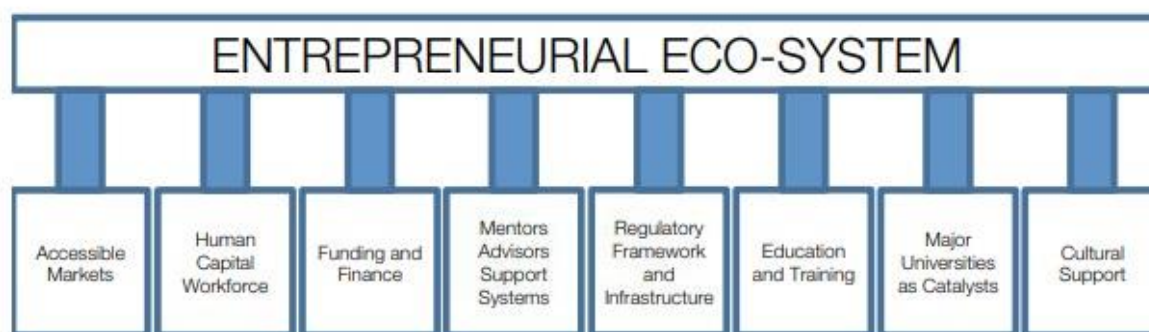 ENTREPRENEURIAL ECO-SYSTEM
Accessible
Markets
Human
Capital
Workforce
Funding and
Finance
Mentors
Advisors
Support
Systems
Regulatory
Framework
and
Infrastructure
Education
and Training
Major
Universities
as Catalysts
Cultural
Support